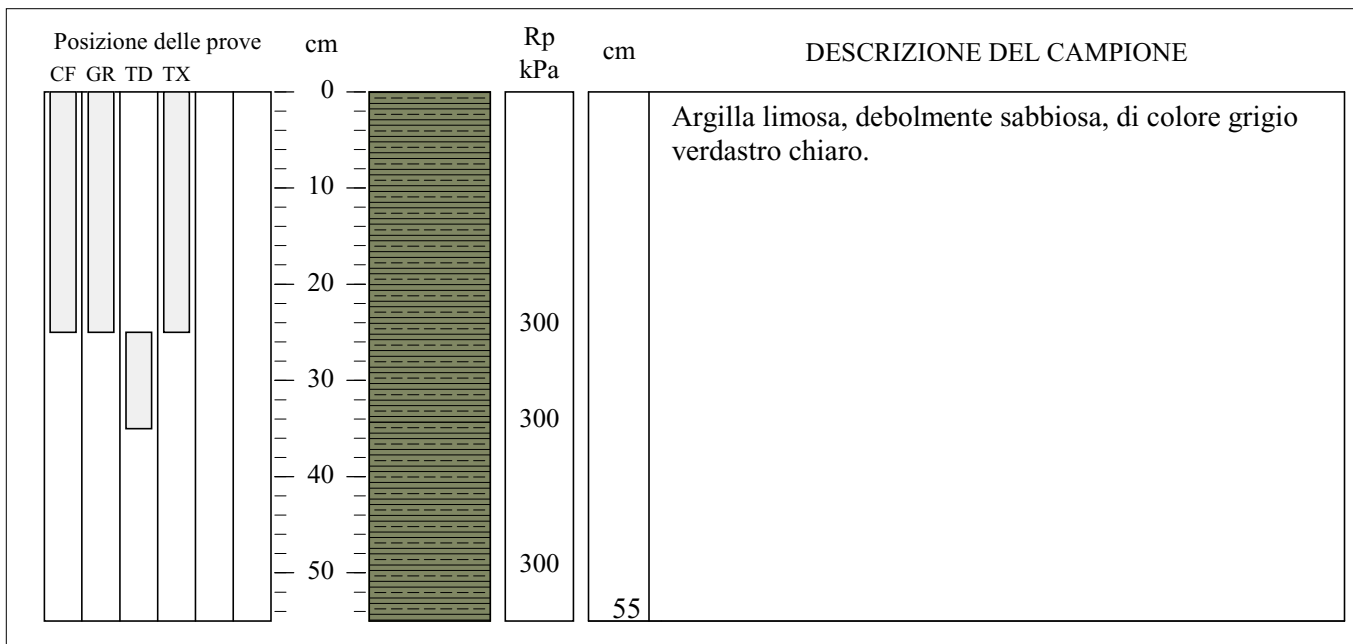 Posizione delle prove
CF GR TD TX
cm
Rp
kPa
cm
DESCRIZIONE DEL CAMPIONE
0
10
20
30
40
50
300
300
300
55
Argilla limosa, debolmente sabbiosa, di colore grigio
verdastro chiaro.